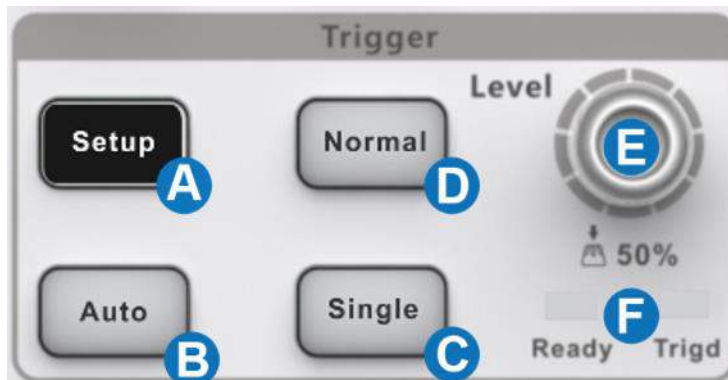 Trigger
Level
Setup
A
Normal
D
E
50%
Auto
B
Single
C
F
Ready
Trigd